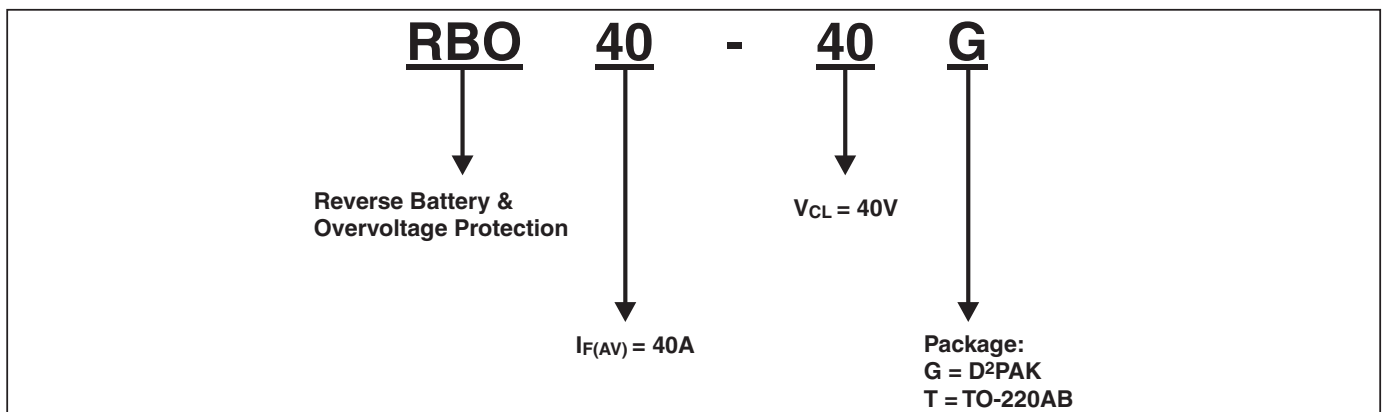 RBO 40 - 40 G
Reverse Battery &
Overvoltage Protection
VCL = 40V
IF(AV) = 40A
Package:
G = D²PAK
T = TO-220AB